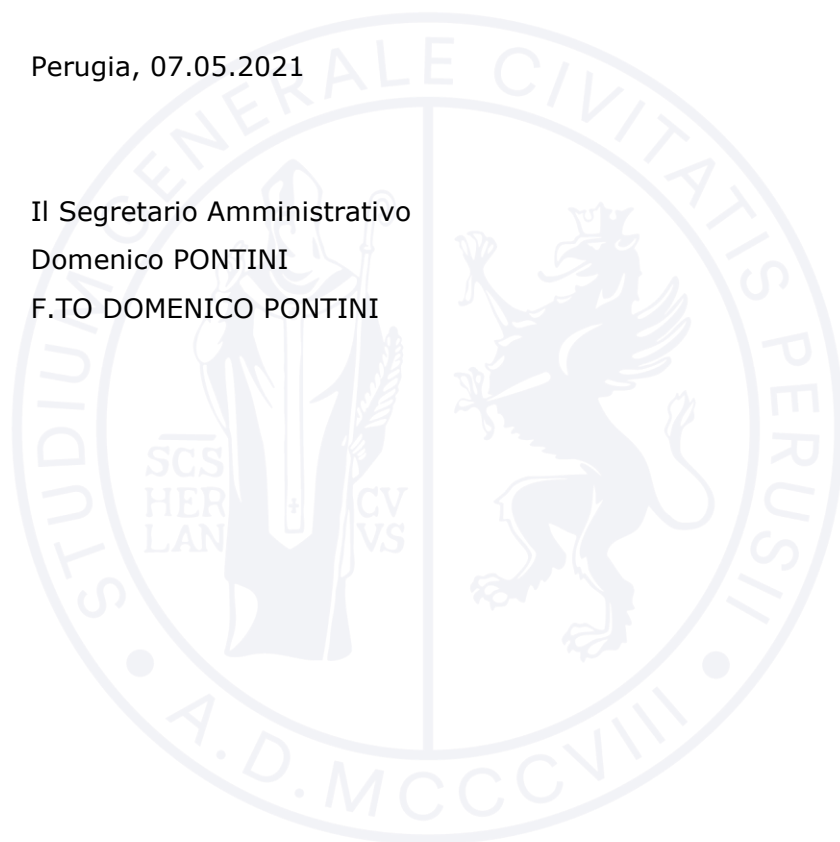 Perugia, 07.05.2021
Il Segretario Amministrativo
Domenico PONTINI
F.TO DOMENICO PONTINI
STUDIUM GENERALE CIVITATIS PERUSII
SCS
HER CV
LAN VS
A.D. MCCCVIII